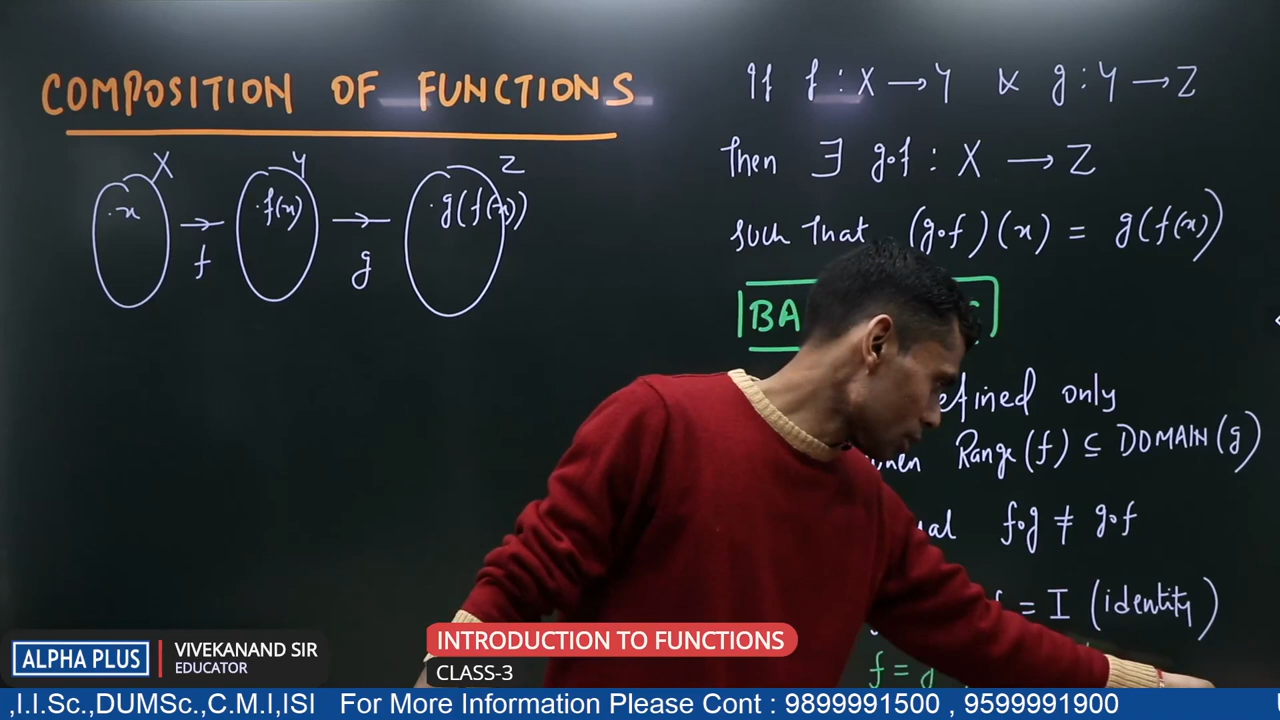 COMPOSITION OF FUNCTIONS
X Y Z
.x .f(x) .g(f(x))
f g
If f : X → Y & g : Y → Z
Then ∃ gof : X → Z
such that (gof)(x) = g(f(x))
BA
efined only
when Range(f) ⊆ DOMAIN(g)
fog ≠ gof
= I (identity)
f = g
ALPHA PLUS
VIVEKANAND SIR
EDUCATOR
INTRODUCTION TO FUNCTIONS
CLASS-3
,I.I.Sc.,DUMSc.,C.M.I,ISI For More Information Please Cont : 9899991500 , 9599991900